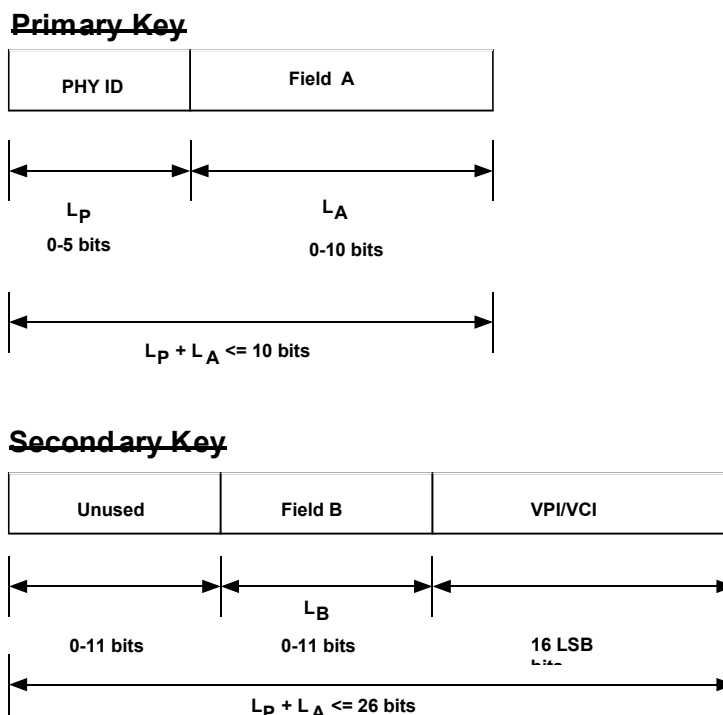 Primary Key
PHY ID Field A
LP LA
0-5 bits 0-10 bits
LP + LA <= 10 bits
Secondary Key
Unused Field B VPI/VCI
LB
0-11 bits 0-11 bits 16 LSB
bits
LP + LA <= 26 bits